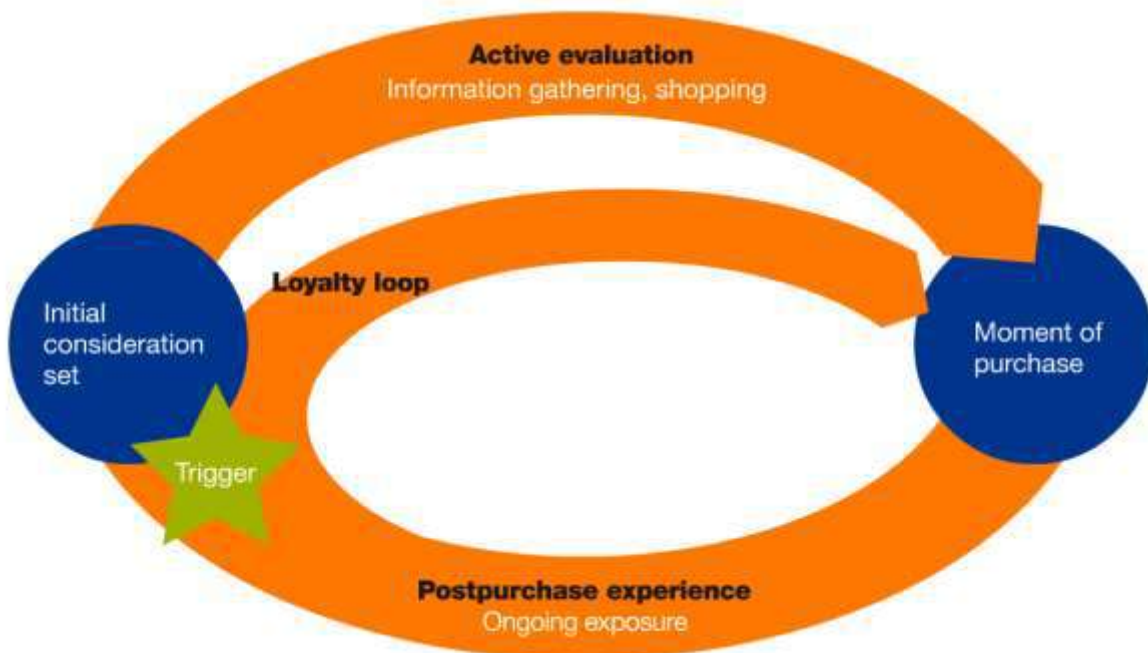 Active evaluation
Information gathering, shopping
Loyalty loop
Initial
consideration
set
Moment of
purchase
Trigger
Postpurchase experience
Ongoing exposure